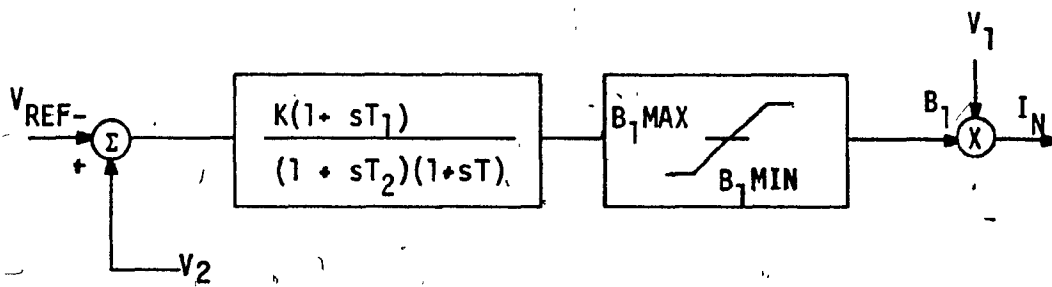 V1
VREF-
+
Σ
K(1+ sT1)
(1 + sT2)(1+sT)
B1MAX
B1MIN
B1
X
IN
V2